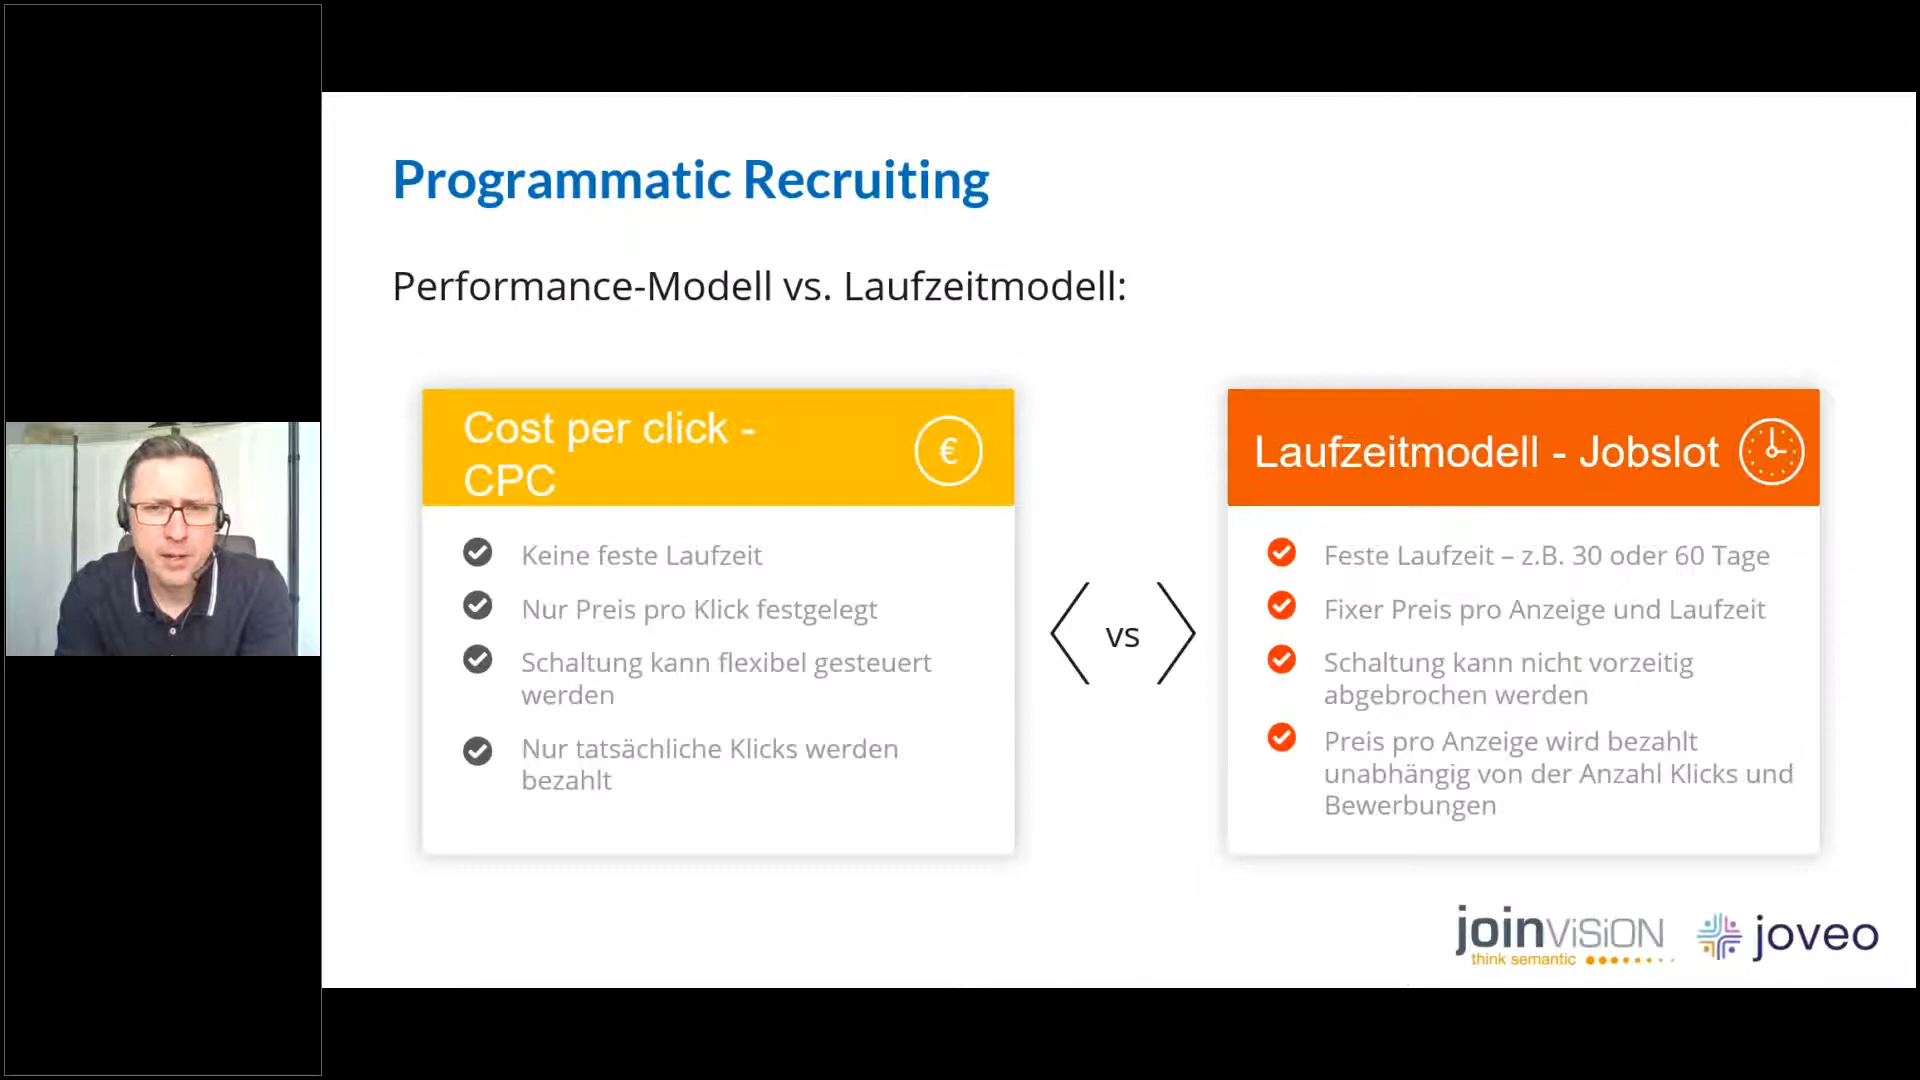 Programmatic Recruiting
Performance-Modell vs. Laufzeitmodell:
Cost per click -
CPC
€
Keine feste Laufzeit
Nur Preis pro Klick festgelegt
Schaltung kann flexibel gesteuert
werden
Nur tatsächliche Klicks werden
bezahlt
vs
Laufzeitmodell - Jobslot
Feste Laufzeit – z.B. 30 oder 60 Tage
Fixer Preis pro Anzeige und Laufzeit
Schaltung kann nicht vorzeitig
abgebrochen werden
Preis pro Anzeige wird bezahlt
unabhängig von der Anzahl Klicks und
Bewerbungen
joinViSiON
think semantic
joveo